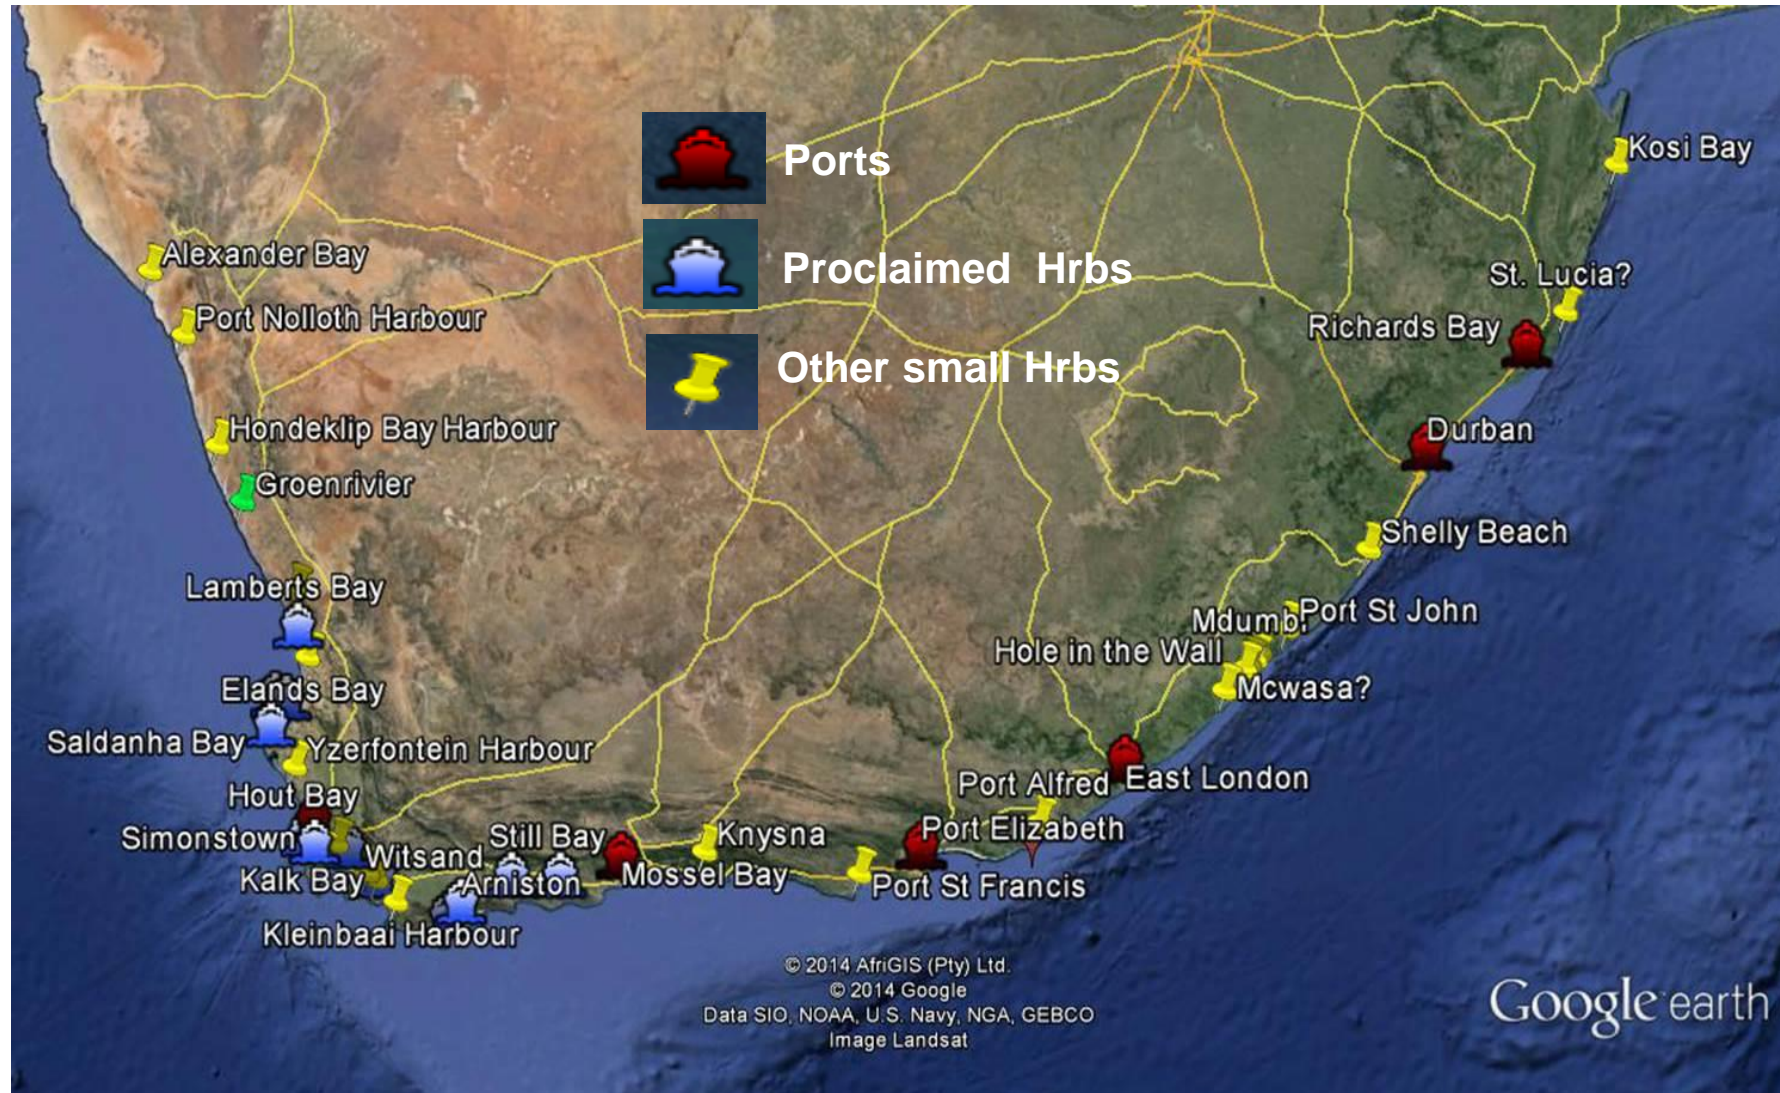 Ports
Kosi Bay
Proclaimed Hrbs
Alexander Bay
St. Lucia?
Port Nolloth Harbour
Richards Bay
Other small Hrbs
Hondeklip Bay Harbour
Durban
Groenrivier
Shelly Beach
Lamberts Bay
Port St John
Hole in the Wall
Elands Bay
Mcwasa?
Saldanha Bay
Yzerfontein Harbour
Port Alfred
East London
Hout Bay
Port Elizabeth
Simonstown
Still Bay
Knysna
Witsand
Kalk Bay
Arniston
Mossel Bay
Port St Francis
Kleinbaai Harbour
© 2014 AfriGIS (Pty) Ltd.
© 2014 Google
Data SIO, NOAA, U.S. Navy, NGA, GEBCO
Image Landsat
Google earth